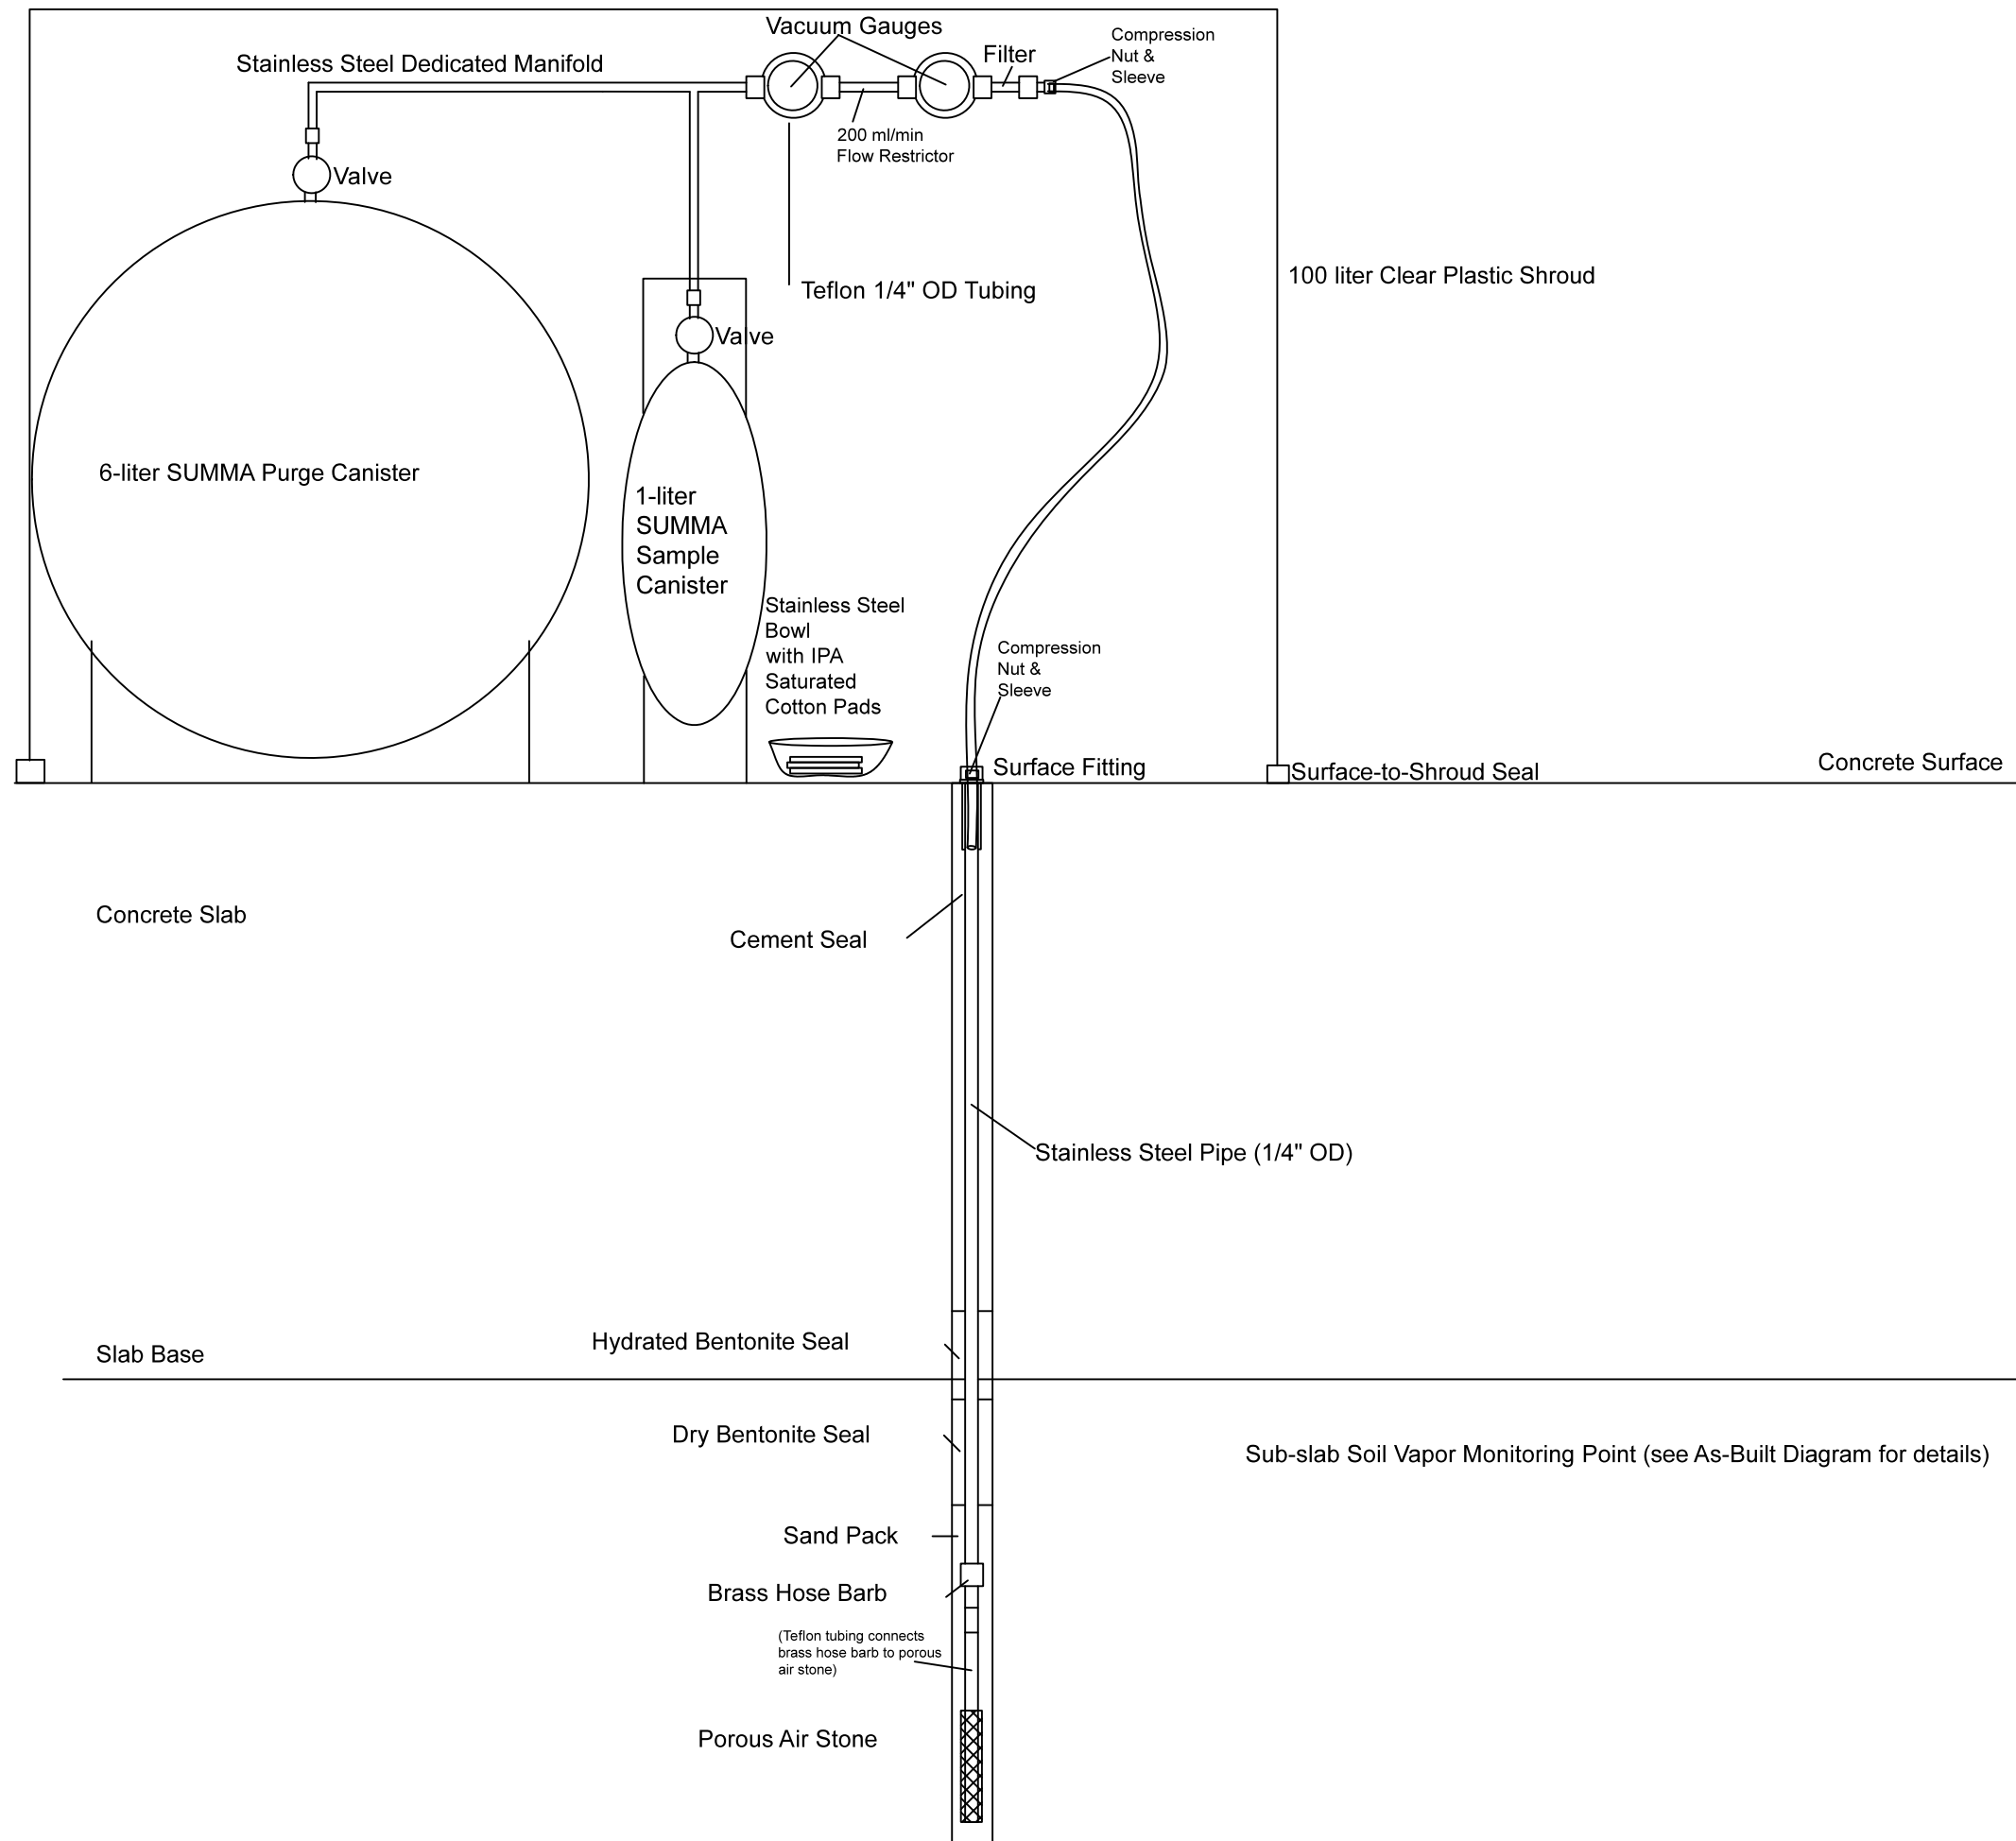 Vacuum Gauges
Compression
Nut &
Sleeve
Filter
Stainless Steel Dedicated Manifold
200 ml/min
Flow Restrictor
Valve
100 liter Clear Plastic Shroud
Teflon 1/4" OD Tubing
Valve
6-liter SUMMA Purge Canister
1-liter
SUMMA
Sample
Canister
Stainless Steel
Bowl
with IPA
Saturated
Cotton Pads
Compression
Nut &
Sleeve
Surface Fitting
Surface-to-Shroud Seal
Concrete Surface
Concrete Slab
Cement Seal
Stainless Steel Pipe (1/4" OD)
Hydrated Bentonite Seal
Slab Base
Dry Bentonite Seal
Sub-slab Soil Vapor Monitoring Point (see As-Built Diagram for details)
Sand Pack
Brass Hose Barb
(Teflon tubing connects
brass hose barb to porous
air stone)
Porous Air Stone